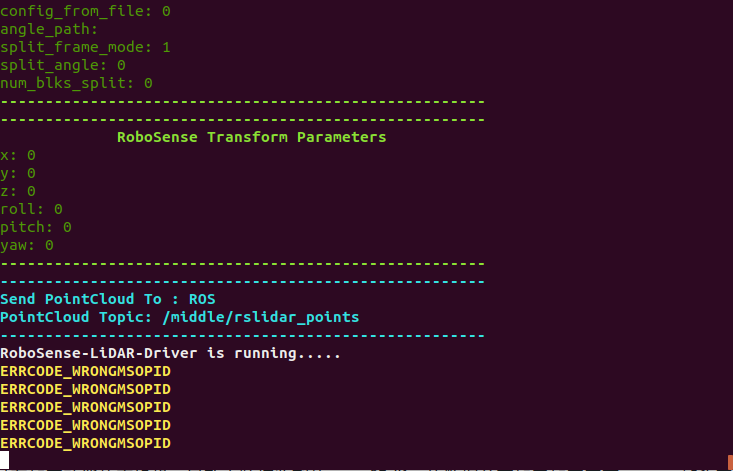 config_from_file: 0
angle_path:
split_frame_mode: 1
split_angle: 0
num_blks_split: 0
------------------------------------------------------
------------------------------------------------------
RoboSense Transform Parameters
x: 0
y: 0
z: 0
roll: 0
pitch: 0
yaw: 0
------------------------------------------------------
------------------------------------------------------
Send PointCloud To : ROS
PointCloud Topic: /middle/rslidar_points
------------------------------------------------------
RoboSense-LiDAR-Driver is running.....
ERRCODE_WRONGMSOPID
ERRCODE_WRONGMSOPID
ERRCODE_WRONGMSOPID
ERRCODE_WRONGMSOPID
ERRCODE_WRONGMSOPID